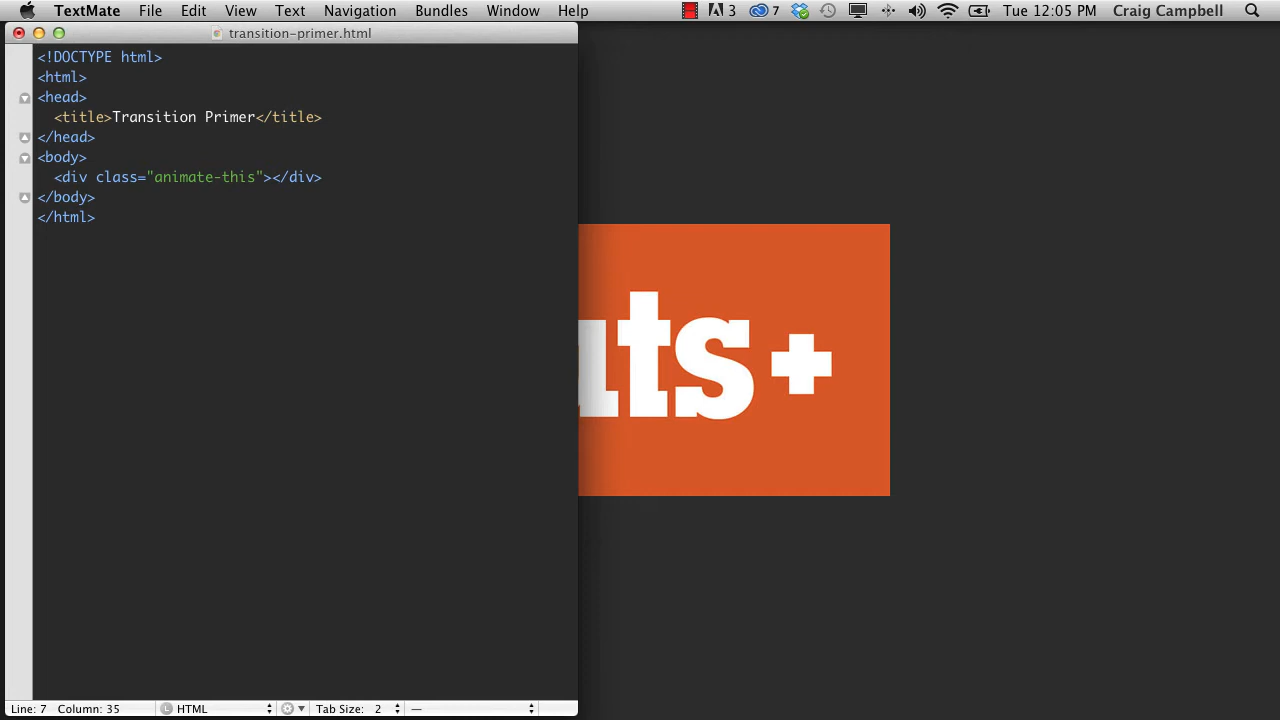 TextMate File Edit View Text Navigation Bundles Window Help 3 7 Tue 12:05 PM Craig Campbell
transition-primer.html
<!DOCTYPE html>
<html>
<head>
<title>Transition Primer</title>
</head>
<body>
<div class="animate-this"></div>
</body>
</html>
uts+
Line: 7 Column: 35 L HTML Tab Size: 2 —